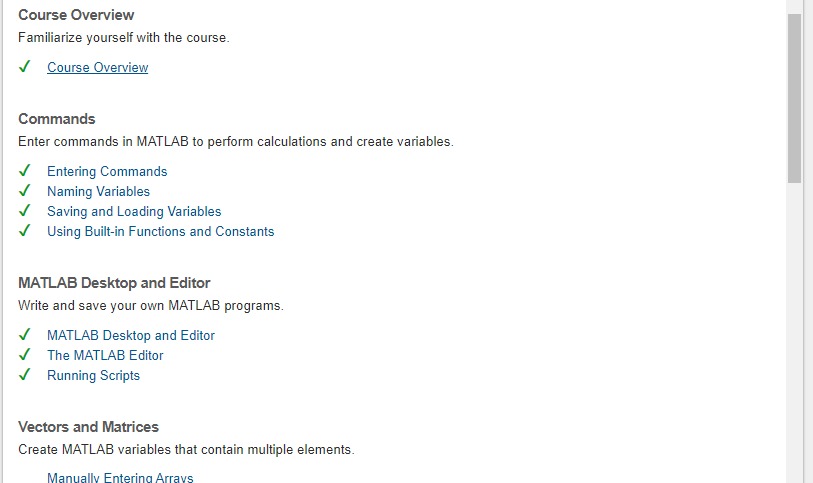 Course Overview
Familiarize yourself with the course.
Course Overview
Commands
Enter commands in MATLAB to perform calculations and create variables.
Entering Commands
Naming Variables
Saving and Loading Variables
Using Built-in Functions and Constants
MATLAB Desktop and Editor
Write and save your own MATLAB programs.
MATLAB Desktop and Editor
The MATLAB Editor
Running Scripts
Vectors and Matrices
Create MATLAB variables that contain multiple elements.
Manually Entering Arrays